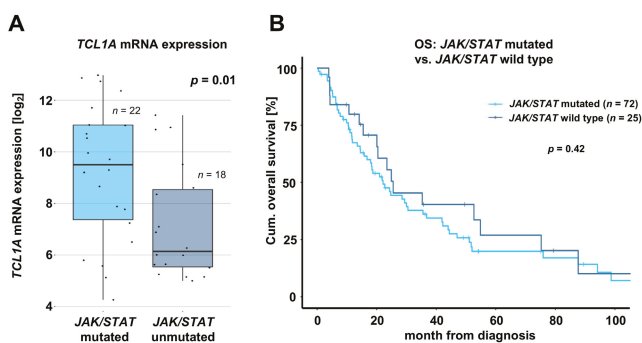 A
TCL1A mRNA expression
p = 0.01
n = 22
n = 18
TCL1A mRNA expression [log2]
12
10
8
6
4
JAK/STAT
mutated
JAK/STAT
unmutated
B
OS: JAK/STAT mutated
vs. JAK/STAT wild type
JAK/STAT mutated (n = 72)
JAK/STAT wild type (n = 25)
p = 0.42
Cum. overall survival [%]
100
75
50
25
0
0 20 40 60 80 100
month from diagnosis